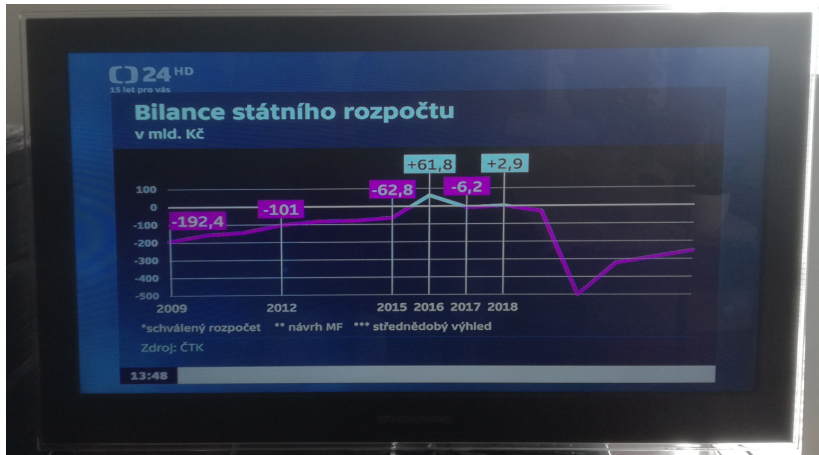 24 HD
15 let pro vás
Bilance státního rozpočtu
v mld. Kč
+61,8 +2,9
-62,8 -6,2
-101
-192,4
100
0
-100
-200
-300
-400
-500
2009 2012 2015 2016 2017 2018
*schválený rozpočet ** návrh MF *** střednědobý výhled
Zdroj: ČTK
13:48